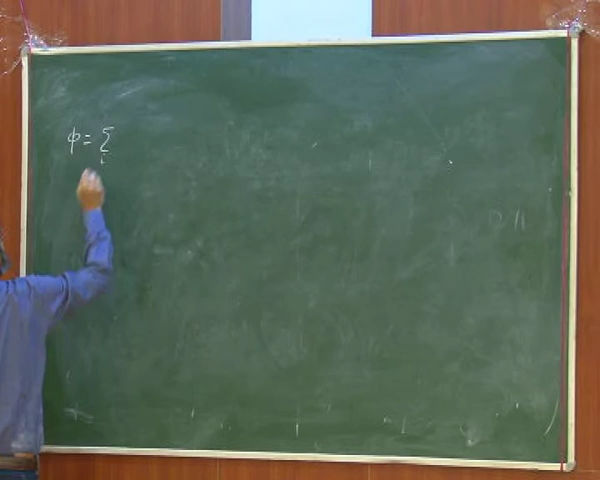 φ = Σ
i